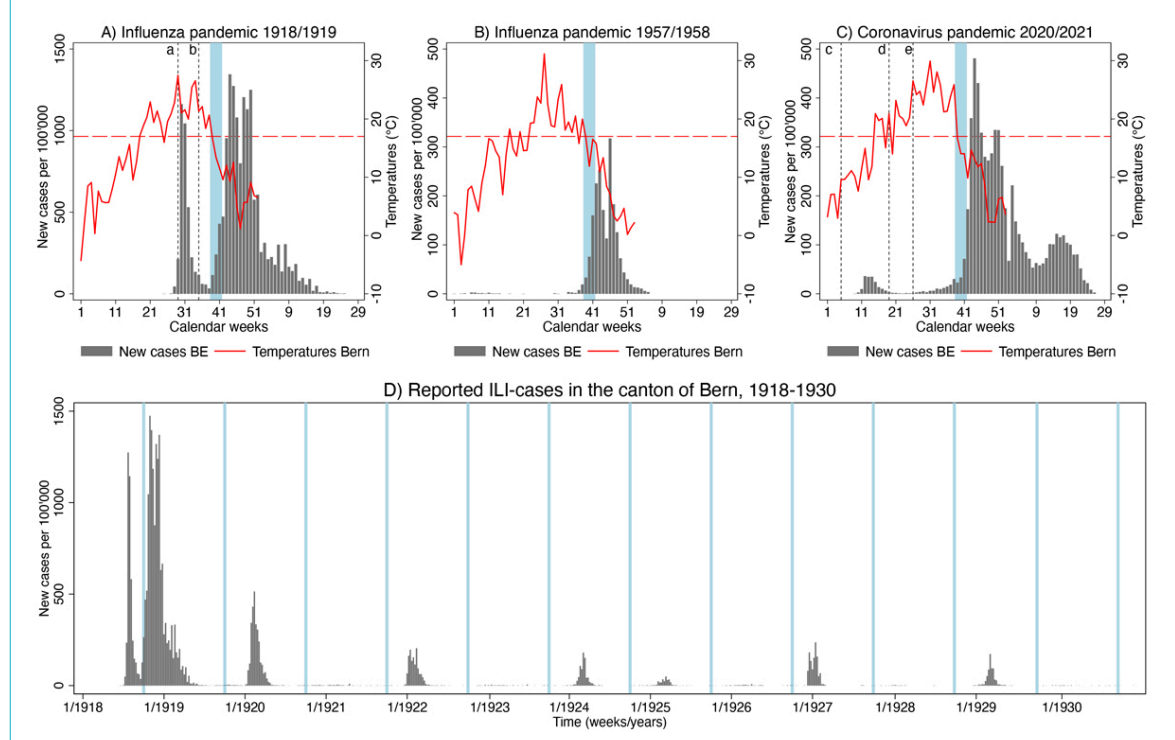 A) Influenza pandemic 1918/1919
a b
New cases per 100'000
0 500 1000 1500
Temperatures (°C)
-10 0 10 20 30
1 11 21 31 41 51 9 19 29
Calendar weeks
New cases BE Temperatures Bern
B) Influenza pandemic 1957/1958
New cases per 100'000
0 100 200 300 400 500
Temperatures (°C)
-10 0 10 20 30
1 11 21 31 41 51 9 19 29
Calendar weeks
New cases BE Temperatures Bern
C) Coronavirus pandemic 2020/2021
c d e
New cases per 100'000
0 100 200 300 400 500
Temperatures (°C)
-10 0 10 20 30
1 11 21 31 41 51 9 19 29
Calendar weeks
New cases BE Temperatures Bern
D) Reported ILI-cases in the canton of Bern, 1918-1930
New cases per 100'000
0 500 1000 1500
1/1918 1/1919 1/1920 1/1921 1/1922 1/1923 1/1924 1/1925 1/1926 1/1927 1/1928 1/1929 1/1930
Time (weeks/years)